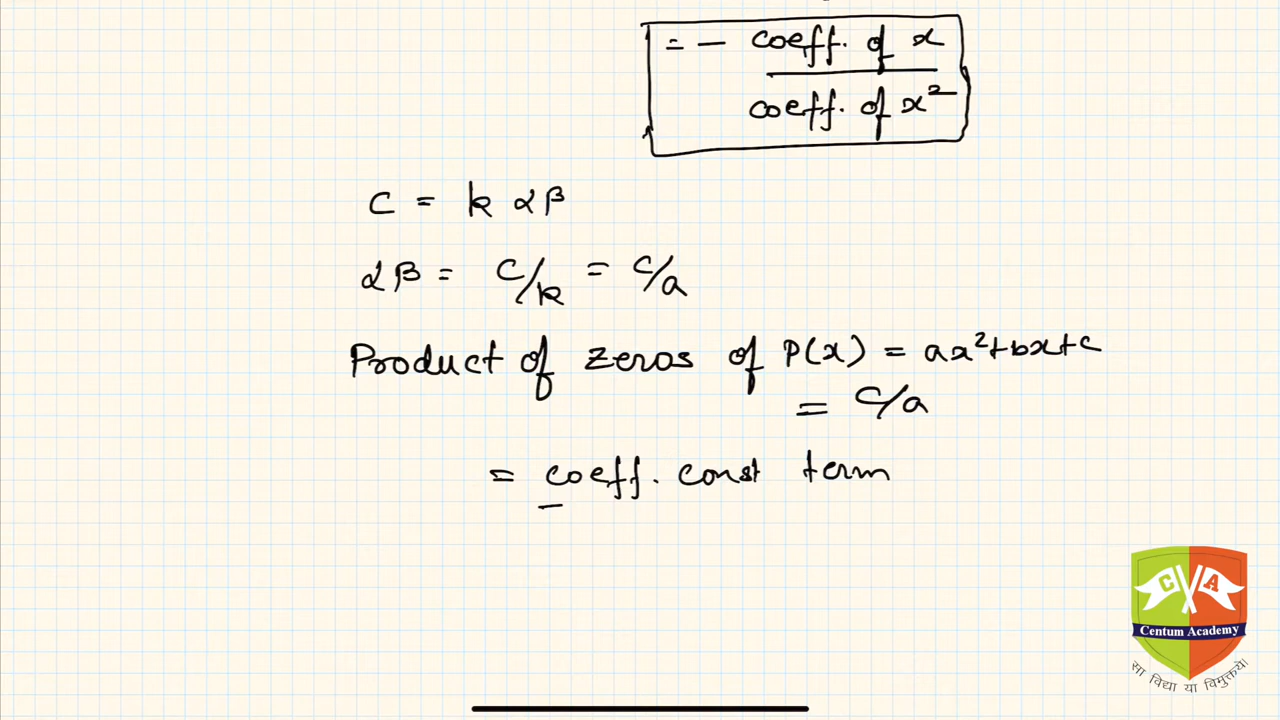 = - coeff. of x
coeff. of x²
C = k αβ
αβ = C/k = C/a
Product of zeros of P(x) = ax²+bx+c
= C/a
= coeff. const term
C A
Centum Academy
सा विद्या या विमुक्तये